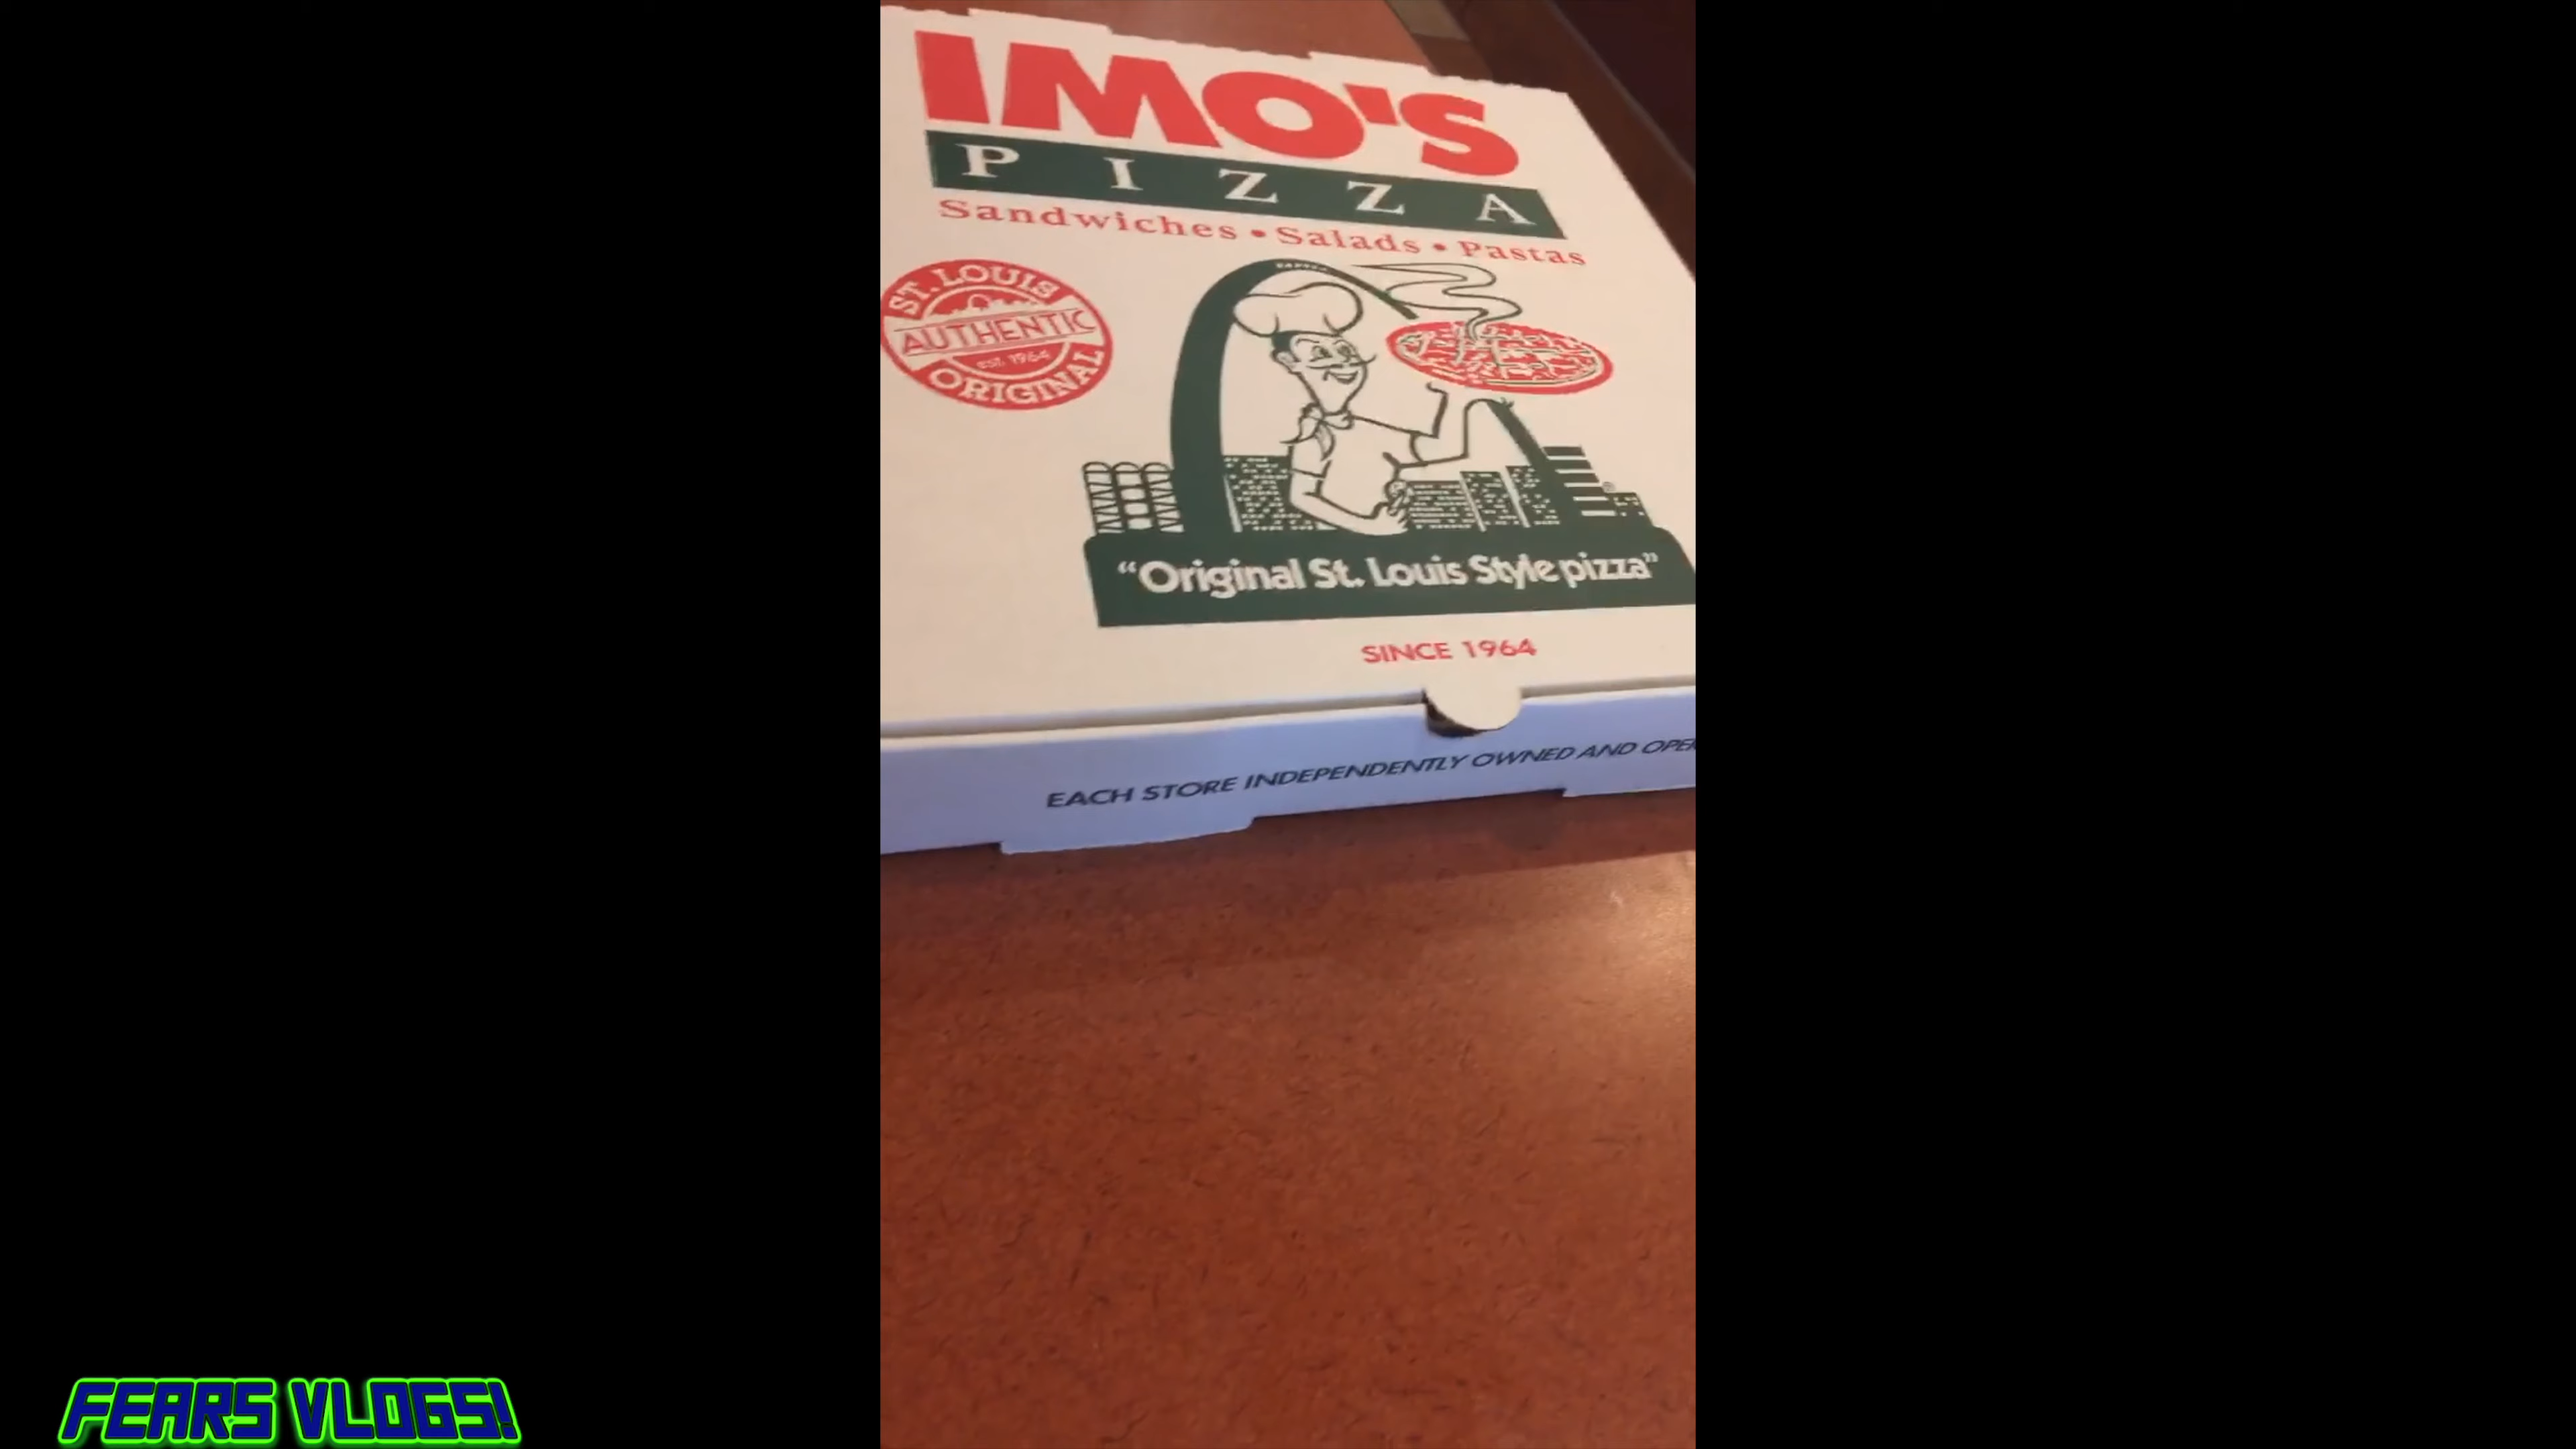 IMO'S
PIZZA
Sandwiches • Salads • Pastas
ST. LOUIS
AUTHENTIC
EST. 1964
ORIGINAL
®
"Original St. Louis Style pizza"
SINCE 1964
EACH STORE INDEPENDENTLY OWNED AND OPE
FEARS VLOGS!